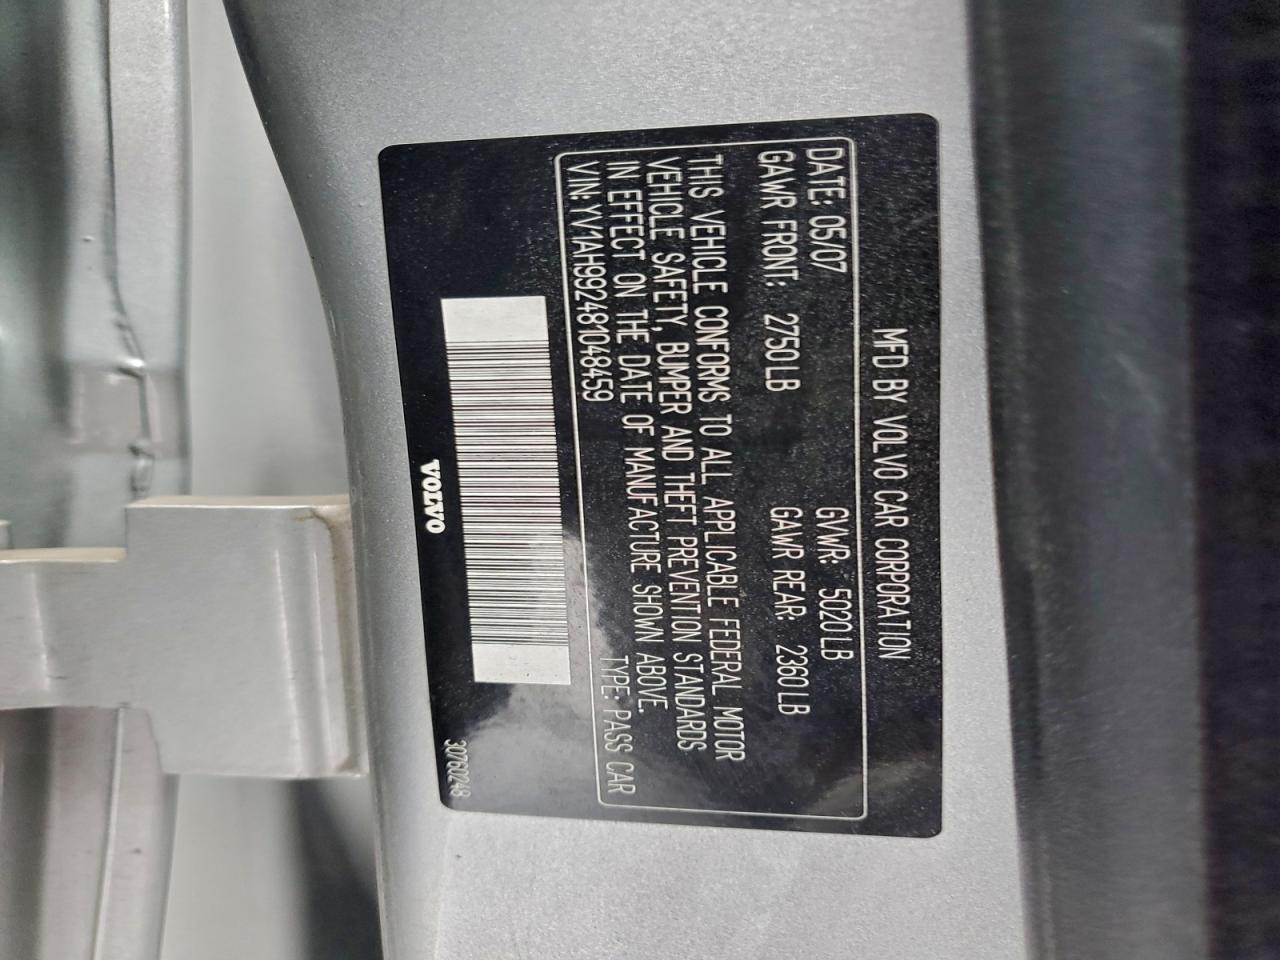 MFD BY VOLVO CAR CORPORATION
DATE: 05/07 GVWR: 5020LB
GAWR FRONT: 2750LB GAWR REAR: 2360LB
THIS VEHICLE CONFORMS TO ALL APPLICABLE FEDERAL MOTOR
VEHICLE SAFETY, BUMPER AND THEFT PREVENTION STANDARDS
IN EFFECT ON THE DATE OF MANUFACTURE SHOWN ABOVE.
VIN: YV1AH992481048459 TYPE: PASS CAR
VOLVO
30760248